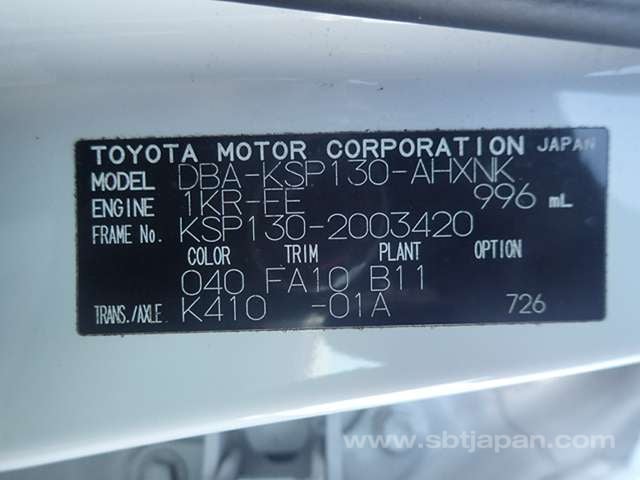 TOYOTA MOTOR CORPORATION JAPAN
MODEL DBA-KSP130-AHXNK
ENGINE 1KR-FE 996 mL
FRAME No. KSP130-2003420
COLOR TRIM PLANT OPTION
040 FA10 B11
TRANS./AXLE K410 -01A 726
www.sbtjapan.com